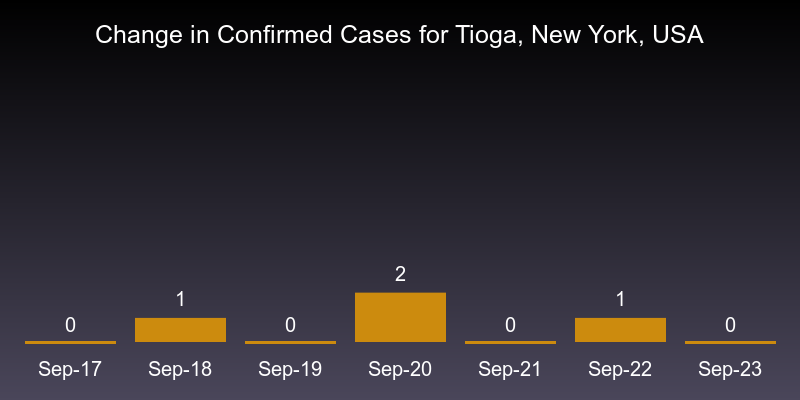 Change in Confirmed Cases for Tioga, New York, USA
0 1 0 2 0 1 0
Sep-17 Sep-18 Sep-19 Sep-20 Sep-21 Sep-22 Sep-23